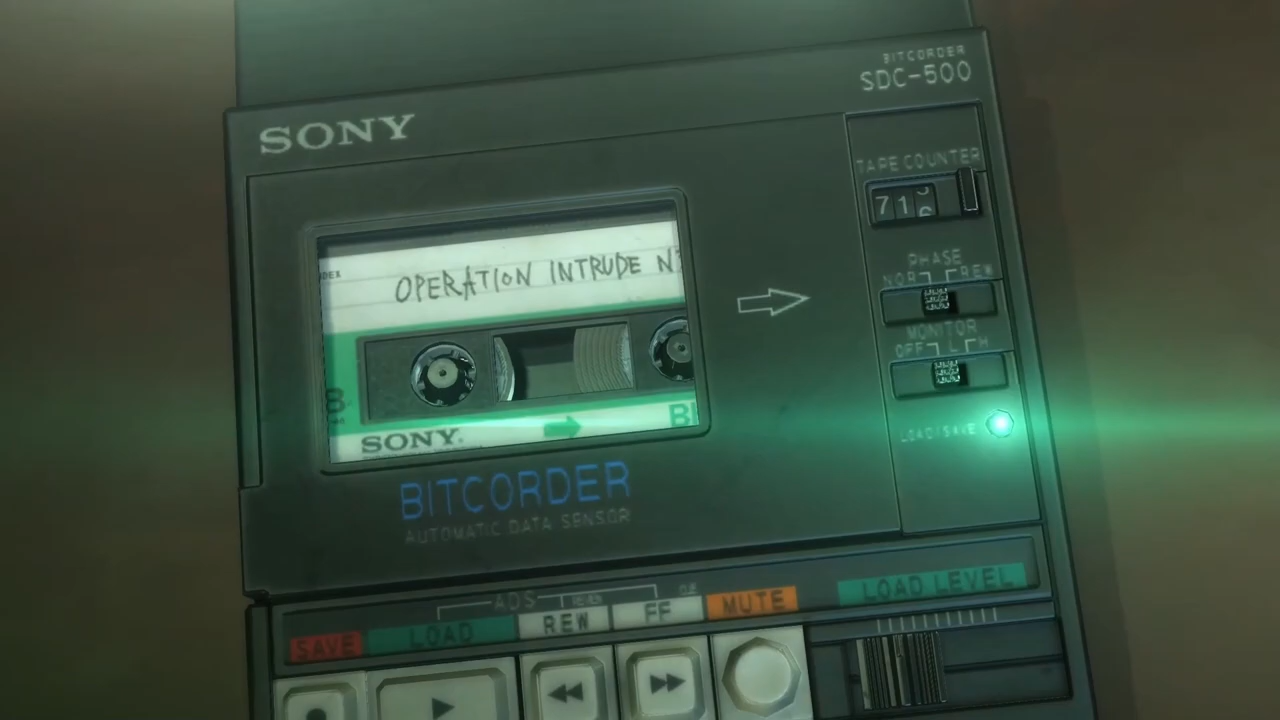 BITCORDER
SDC-500
SONY
TAPE COUNTER
71
PHASE
NOR REW
MONITOR
OFF L H
LOAD/SAVE
OPERATION INTRUDE N
SONY
BITCORDER
AUTOMATIC DATA SENSOR
ADS
SAVE LOAD REW FF MUTE LOAD LEVEL